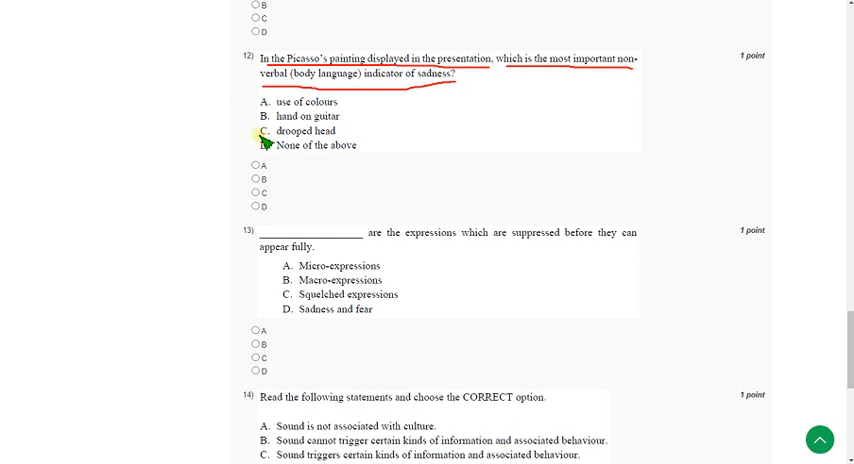 B
C
D
12) In the Picasso's painting displayed in the presentation, which is the most important non- 1 point
verbal (body language) indicator of sadness?
A. use of colours
B. hand on guitar
C. drooped head
None of the above
A
B
C
D
13) ____________________ are the expressions which are suppressed before they can 1 point
appear fully.
A. Micro-expressions
B. Macro-expressions
C. Squelched expressions
D. Sadness and fear
A
B
C
D
14) Read the following statements and choose the CORRECT option. 1 point
A. Sound is not associated with culture.
B. Sound cannot trigger certain kinds of information and associated behaviour.
C. Sound triggers certain kinds of information and associated behaviour.